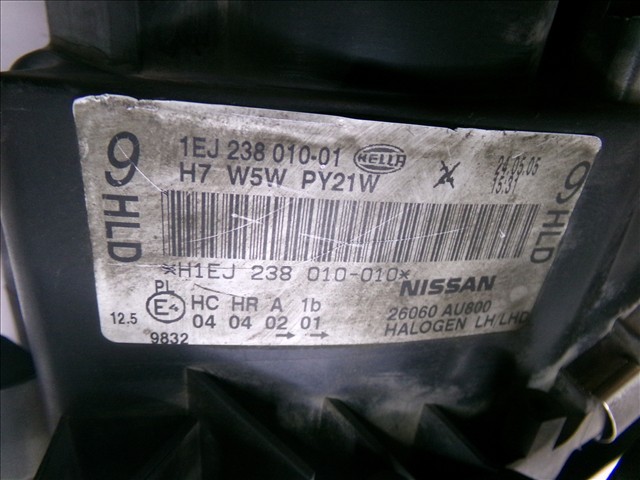 9 HLD
1EJ 238 010-01 HELLA
H7 W5W PY21W
24.05.05
15:31
9 HLD
*H1EJ 238 010-010*
NISSAN
26060 AU800
HALOGEN LH/LHD
PL
E4
HC HR A 1b
04 04 02 01 → →
12.5
9832